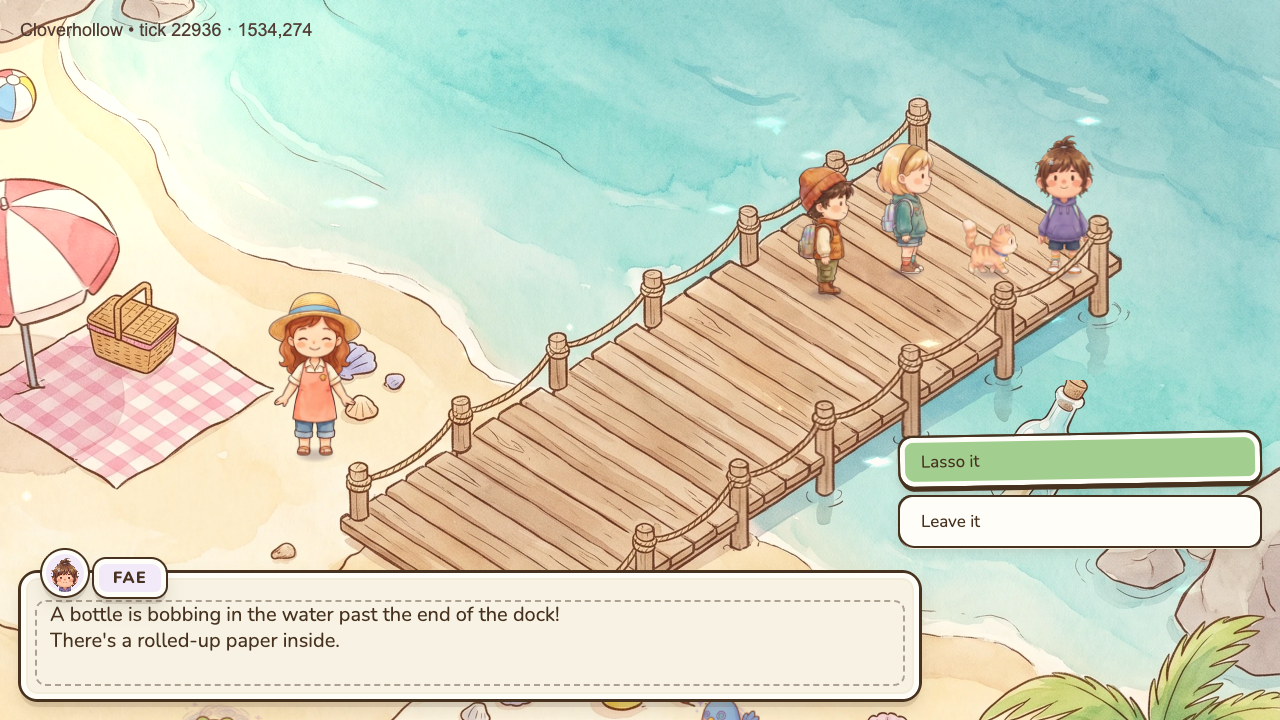 Cloverhollow • tick 22936 · 1534,274
Lasso it
Leave it
FAE
A bottle is bobbing in the water past the end of the dock!
There's a rolled-up paper inside.